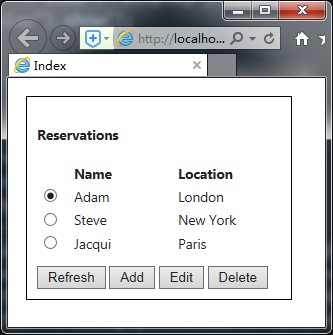 http://localho...
Index
Reservations
Name Location
Adam London
Steve New York
Jacqui Paris
Refresh Add Edit Delete